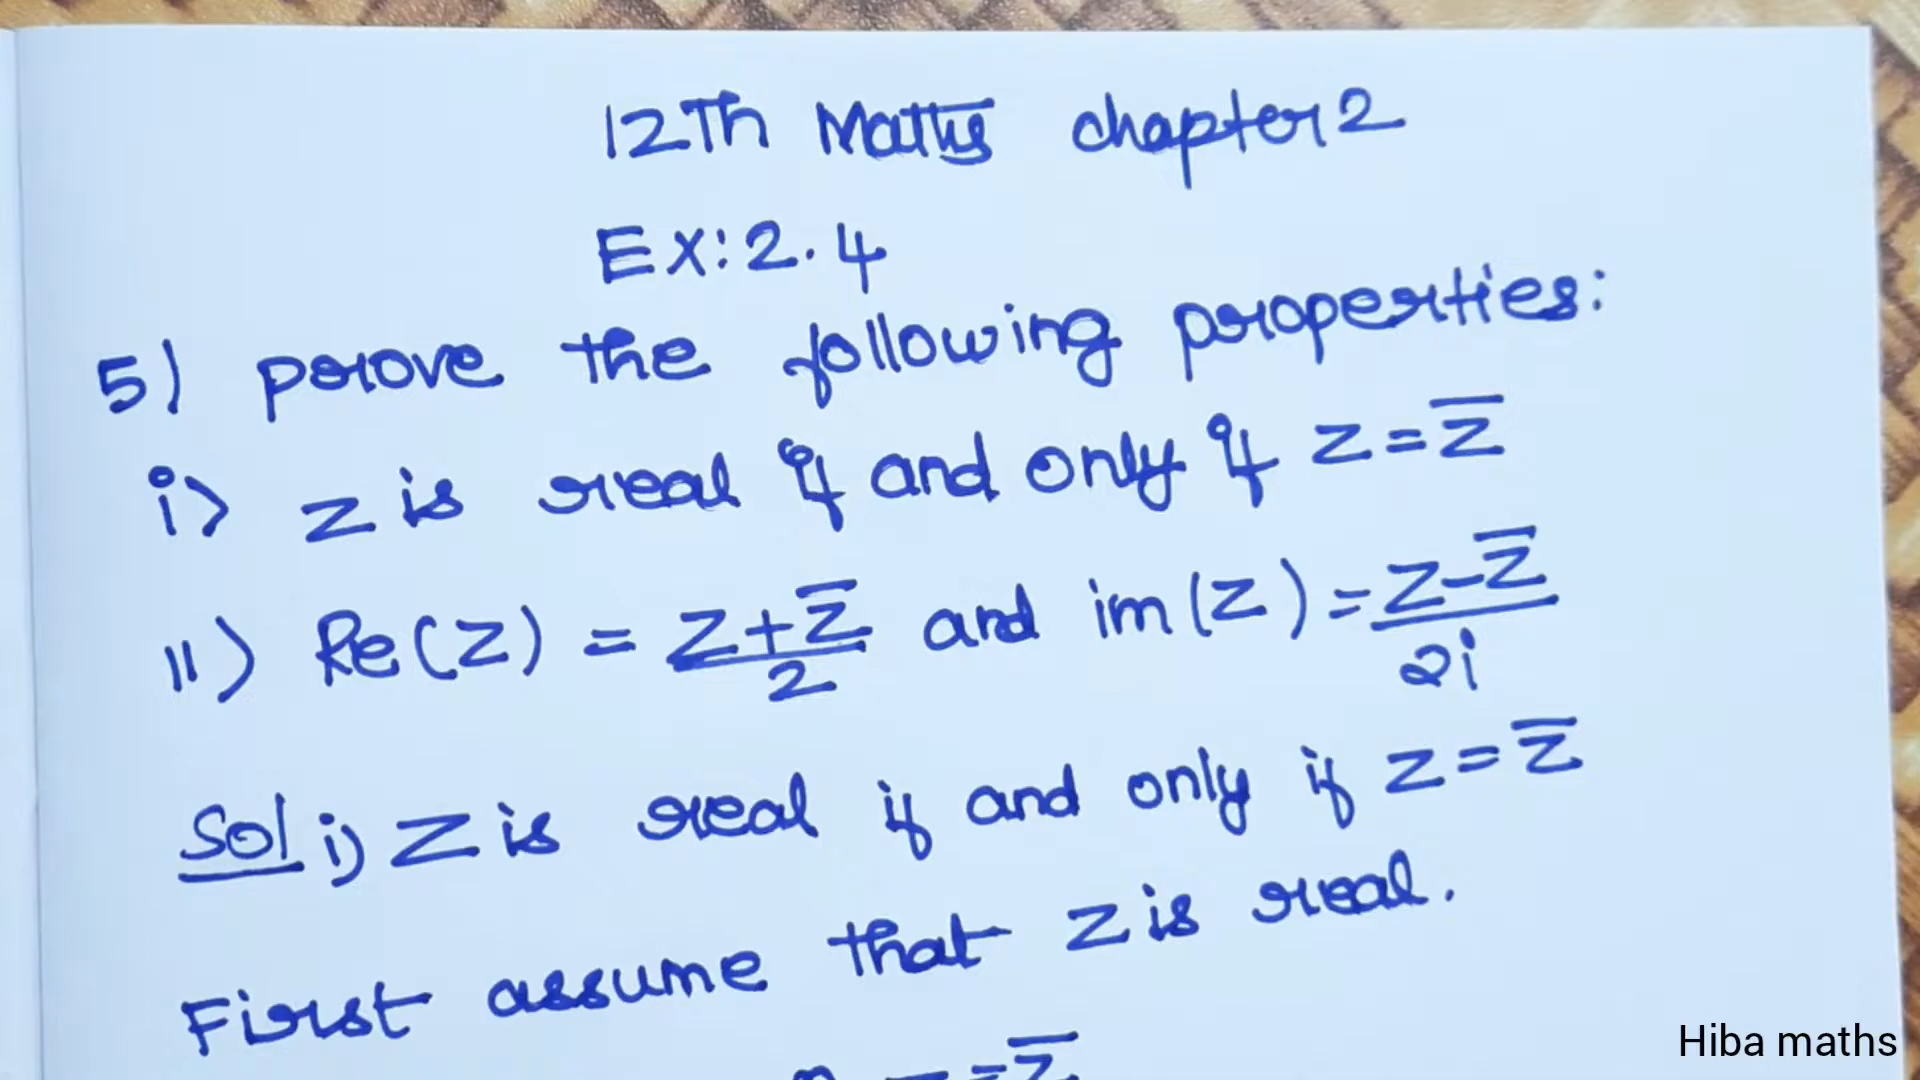 12Th Maths chapter 2
EX: 2.4
5) prove the following properties:
i) z is real if and only if z = z̅
ii) Re(z) = z + z̅ / 2 and im(z) = z - z̅ / 2i
Sol i) z is real if and only if z = z̅
First assume that z is real.
= z̅
Hiba maths